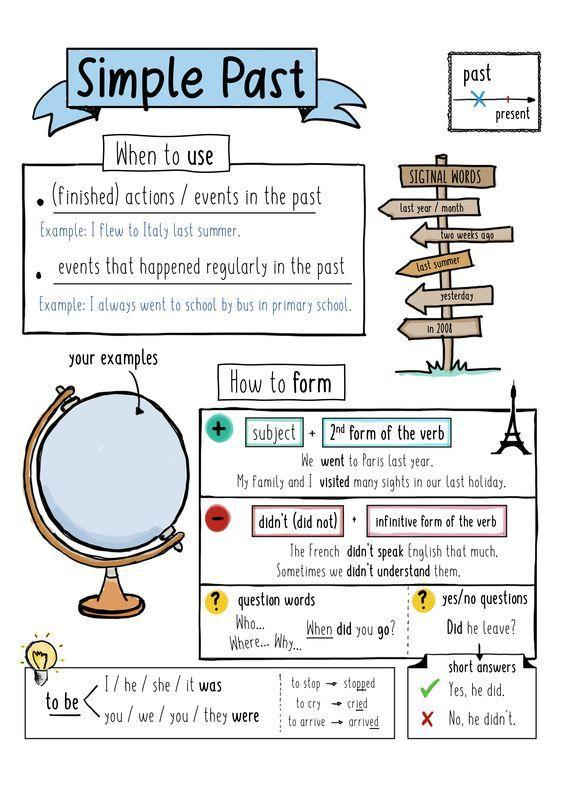 Simple Past
past
present
When to use
• (finished) actions / events in the past
Example: I flew to Italy last summer.
• events that happened regularly in the past
Example: I always went to school by bus in primary school.
SIGTNAL WORDS
last year / month
two weeks ago
last summer
yesterday
in 2008
your examples
How to form
+ subject + 2nd form of the verb
We went to Paris last year.
My family and I visited many sights in our last holiday.
- didn't (did not) + infinitive form of the verb
The French didn't speak English that much.
Sometimes we didn't understand them.
? question words
Who...
Where... Why...
When did you go?
? yes/no questions
Did he leave?
short answers
✓ Yes, he did.
✗ No, he didn't.
to be
I / he / she / it was
you / we / you / they were
to stop → stopped
to cry → cried
to arrive → arrived